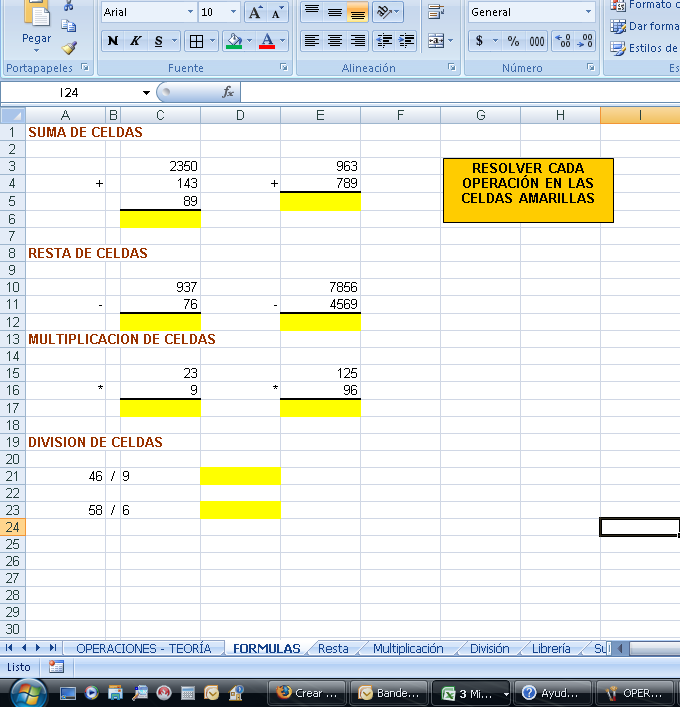 Formato c
Arial 10 A A General
Dar forma
Pegar N K S A $ % 000 ,00 ,0 Estilos de
Portapapeles Fuente Alineación Número Es
I24 fx
A B C D E F G H I
1 SUMA DE CELDAS
2
3 2350 963 RESOLVER CADA
4 + 143 + 789 OPERACIÓN EN LAS
5 89 CELDAS AMARILLAS
6
7
8 RESTA DE CELDAS
9
10 937 7856
11 - 76 - 4569
12
13 MULTIPLICACION DE CELDAS
14
15 23 125
16 * 9 * 96
17
18
19 DIVISION DE CELDAS
20
21 46 / 9
22
23 58 / 6
24
25
26
27
28
29
30
OPERACIONES - TEORÍA FORMULAS Resta Multiplicación División Librería Su
Listo
Crear ... Bande... 3 Mi... Ayud... OPER...